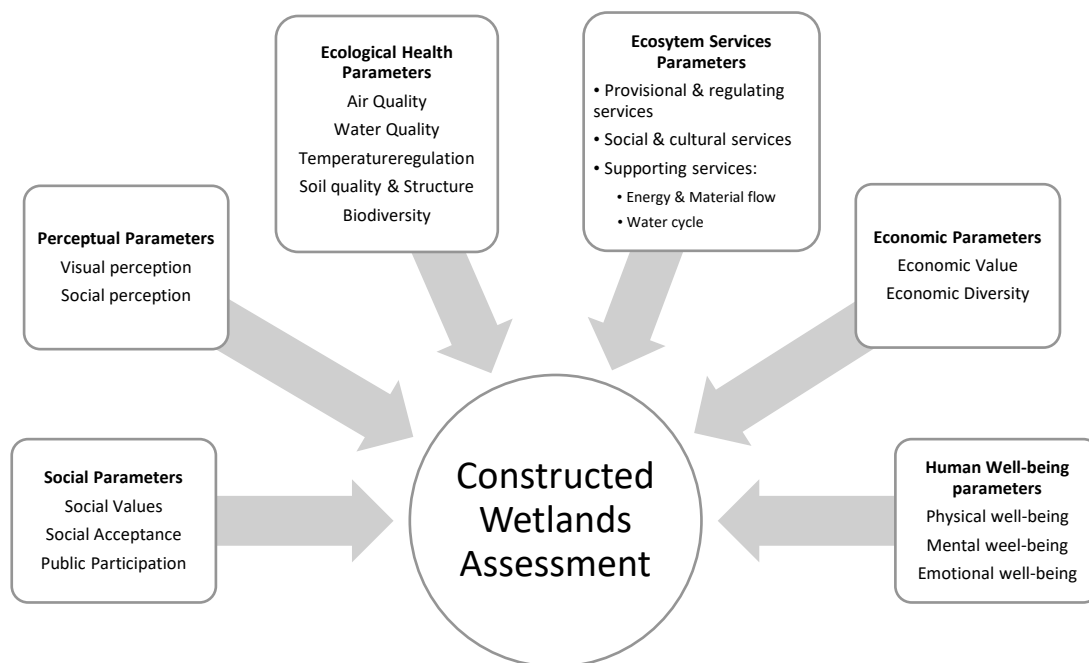 Social Parameters
Social Values
Social Acceptance
Public Participation
Perceptual Parameters
Visual perception
Social perception
Ecological Health
Parameters
Air Quality
Water Quality
Temperatureregulation
Soil quality & Structure
Biodiversity
Ecosytem Services
Parameters
• Provisional & regulating
services
• Social & cultural services
• Supporting services:
• Energy & Material flow
• Water cycle
Economic Parameters
Economic Value
Economic Diversity
Human Well-being
parameters
Physical well-being
Mental weel-being
Emotional well-being
Constructed
Wetlands
Assessment